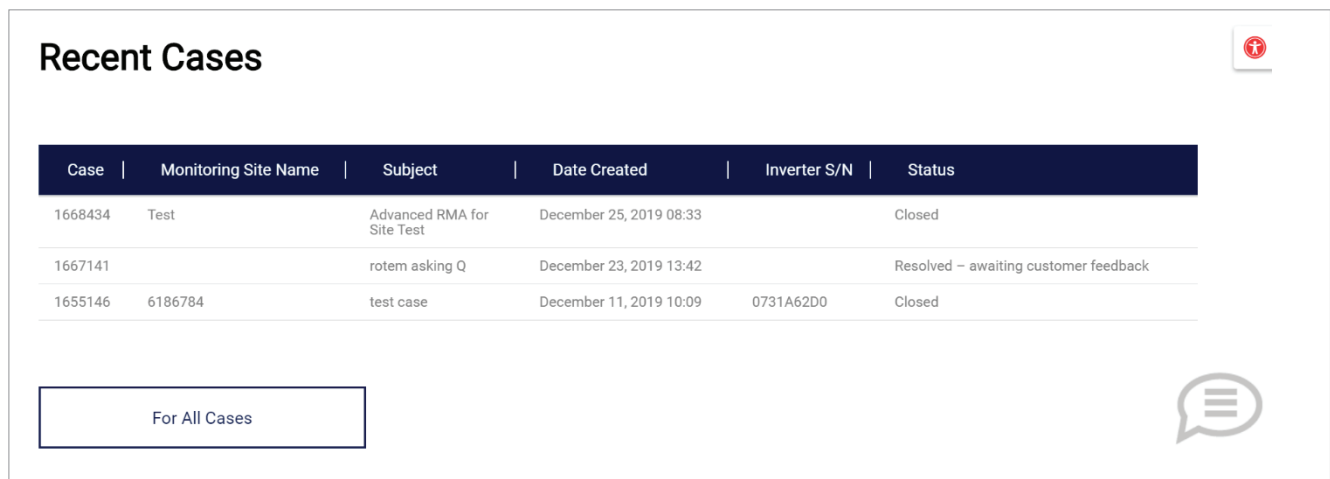 Recent Cases
Case | Monitoring Site Name | Subject | Date Created | Inverter S/N | Status
1668434 Test Advanced RMA for December 25, 2019 08:33 Closed
Site Test
1667141 rotem asking Q December 23, 2019 13:42 Resolved – awaiting customer feedback
1655146 6186784 test case December 11, 2019 10:09 0731A62D0 Closed
For All Cases